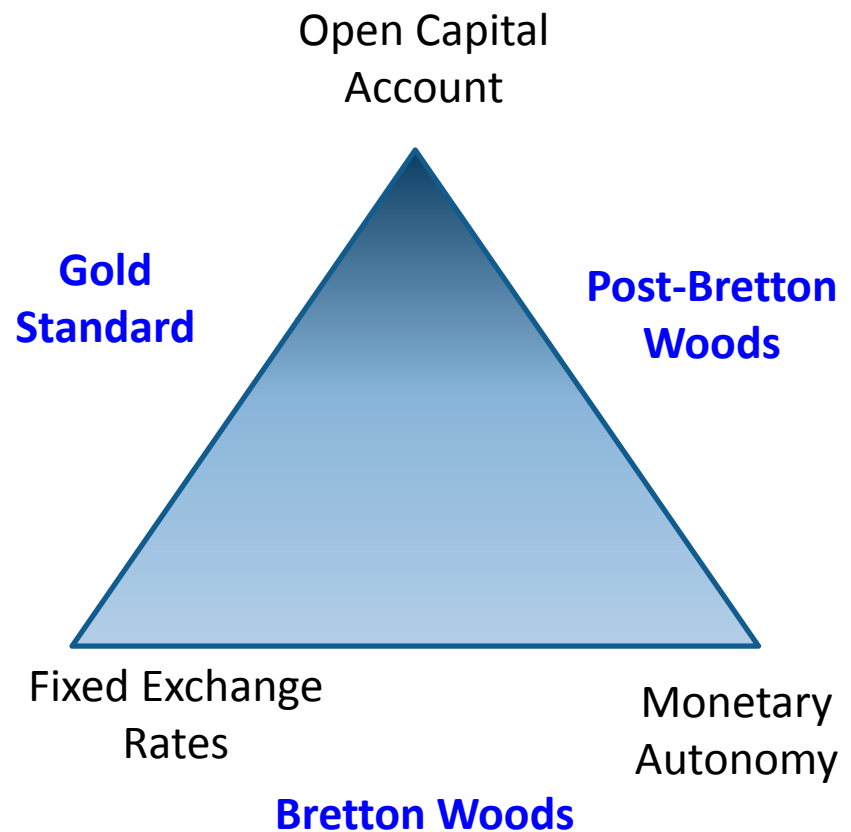 Open Capital
Account
Gold
Standard
Post-Bretton
Woods
Fixed Exchange
Rates
Monetary
Autonomy
Bretton Woods